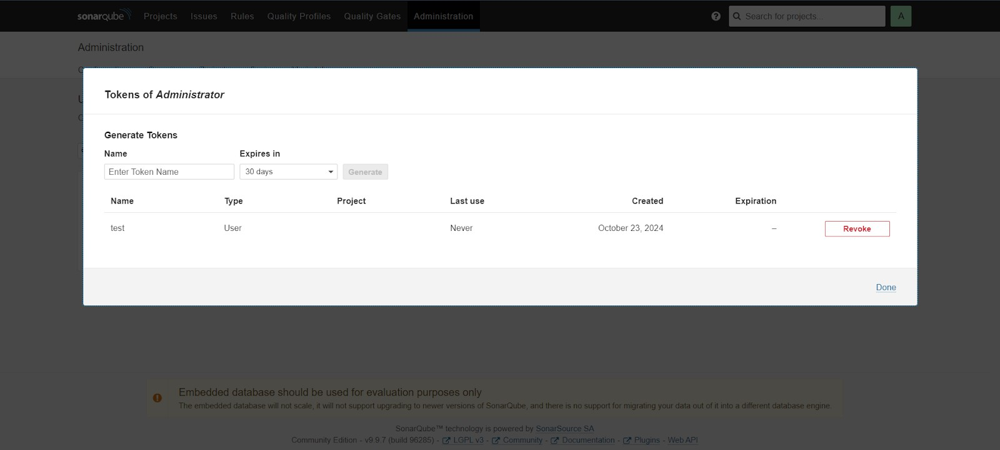 sonarqube Projects Issues Rules Quality Profiles Quality Gates Administration Search for projects... A
Administration
Tokens of Administrator
Generate Tokens
Name Expires in
Enter Token Name 30 days Generate
Name Type Project Last use Created Expiration
test User Never October 23, 2024 – Revoke
Done
Embedded database should be used for evaluation purposes only
The embedded database will not scale, it will not support upgrading to newer versions of SonarQube, and there is no support for migrating your data out of it into a different database engine.
SonarQube™ technology is powered by SonarSource SA
Community Edition - v9.9.7 (build 96285) - LGPL v3 - Community - Documentation - Plugins - Web API